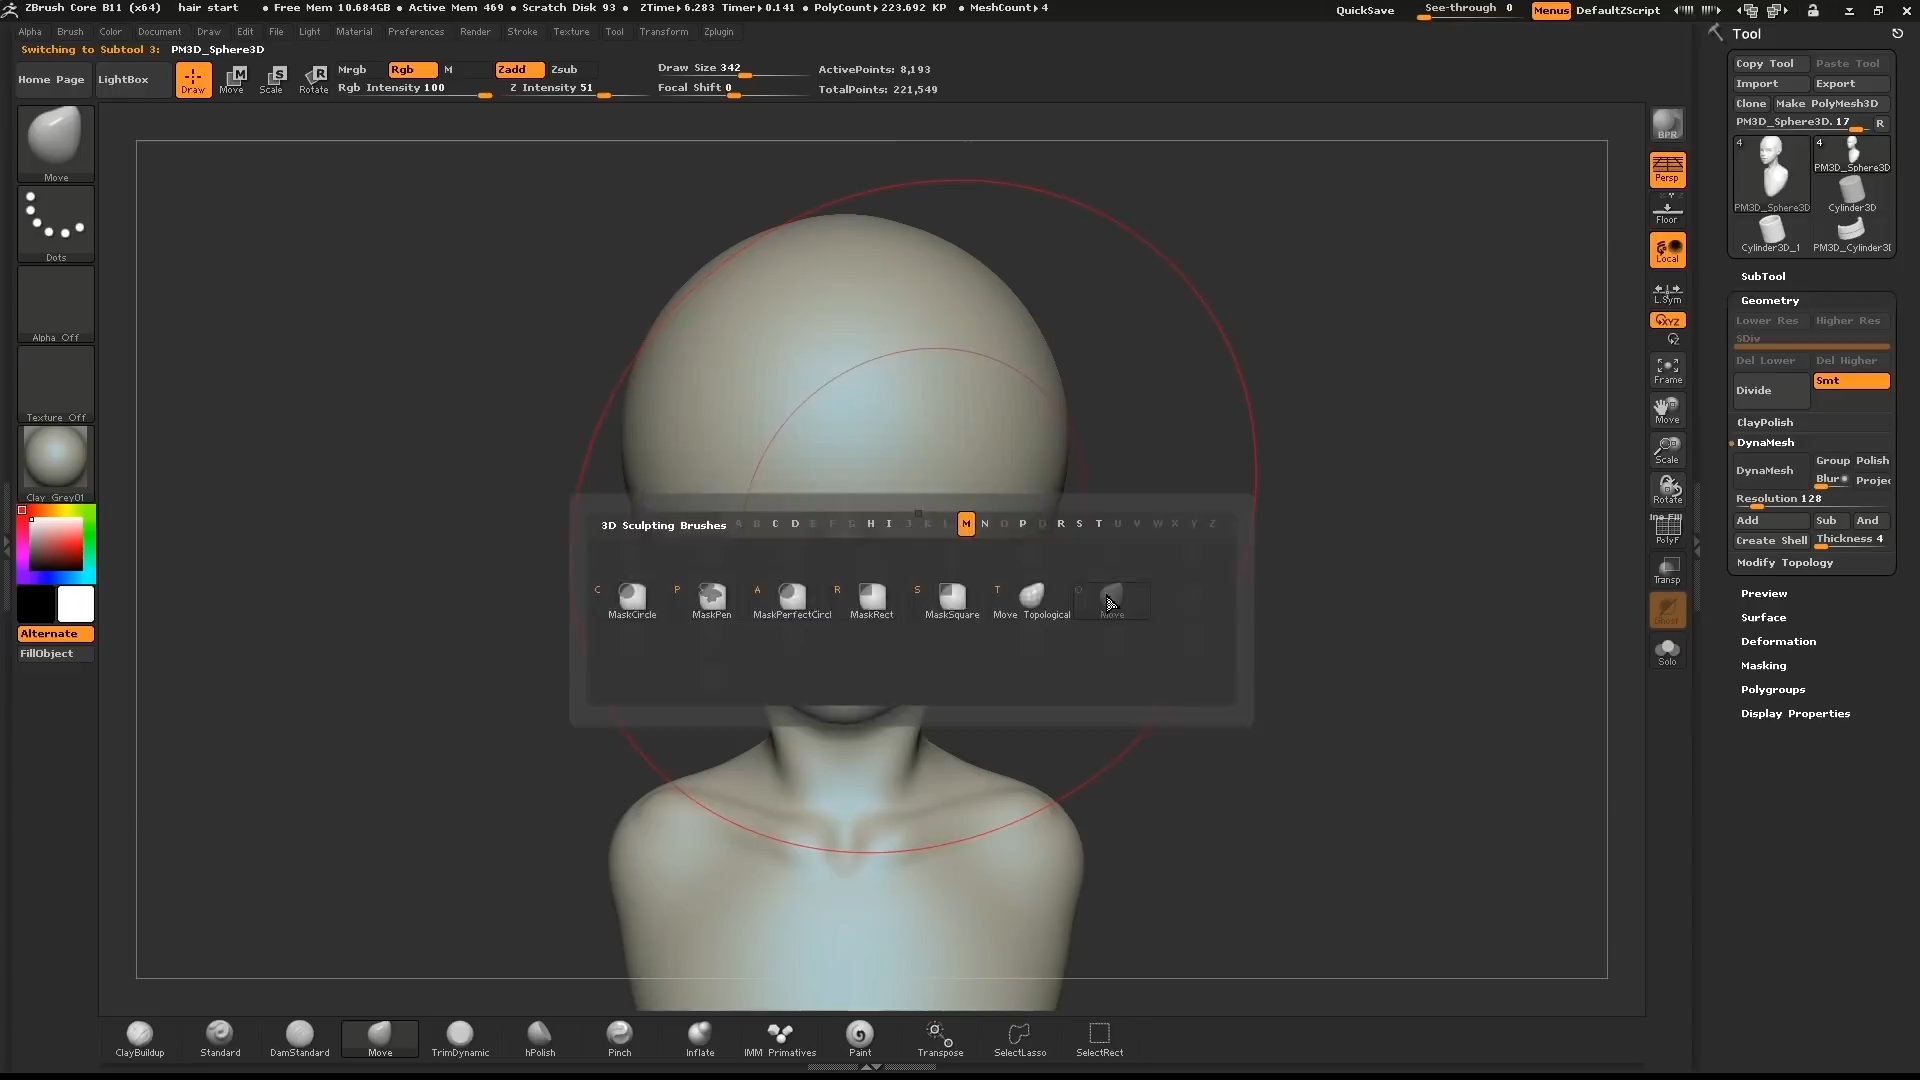 ZBrush Core B11 (x64) hair start • Free Mem 10.684GB • Active Mem 469 • Scratch Disk 93 • ZTime▸6.283 Timer▸0.141 • PolyCount▸223.692 KP • MeshCount▸4 QuickSave See-through 0 Menus DefaultZScript
Alpha Brush Color Document Draw Edit File Light Material Preferences Render Stroke Texture Tool Transform Zplugin
Switching to Subtool 3: PM3D_Sphere3D
Home Page LightBox Draw Move Scale Rotate
Mrgb Rgb M Zadd Zsub
Rgb Intensity 100 Z Intensity 51
Draw Size 342 ActivePoints: 8,193
Focal Shift 0 TotalPoints: 221,549
Move
Dots
Alpha Off
Texture Off
Clay_Grey01
Alternate
FillObject
3D Sculpting Brushes A B C D E F G H I J K L M N O P Q R S T U V W X Y Z
C P A R S T O
MaskCircle MaskPen MaskPerfectCircl MaskRect MaskSquare Move Topological Move
ClayBuildup Standard DamStandard Move TrimDynamic hPolish Pinch Inflate IMM Primatives Paint Transpose SelectLasso SelectRect
BPR
Persp
Floor
Local
L.Sym
XYZ
Frame
Move
Scale
Rotate
Line Fill
PolyF
Transp
Ghost
Solo
Tool
Copy Tool Paste Tool
Import Export
Clone Make PolyMesh3D
PM3D_Sphere3D. 17 R
4 4
PM3D_Sphere3D
PM3D_Sphere3D Cylinder3D
Cylinder3D_1 PM3D_Cylinder3D
SubTool
Geometry
Lower Res Higher Res
SDiv
Del Lower Del Higher
Divide Smt
ClayPolish
DynaMesh
DynaMesh Group Polish
Blur Projec
Resolution 128
Add Sub And
Create Shell Thickness 4
Modify Topology
Preview
Surface
Deformation
Masking
Polygroups
Display Properties